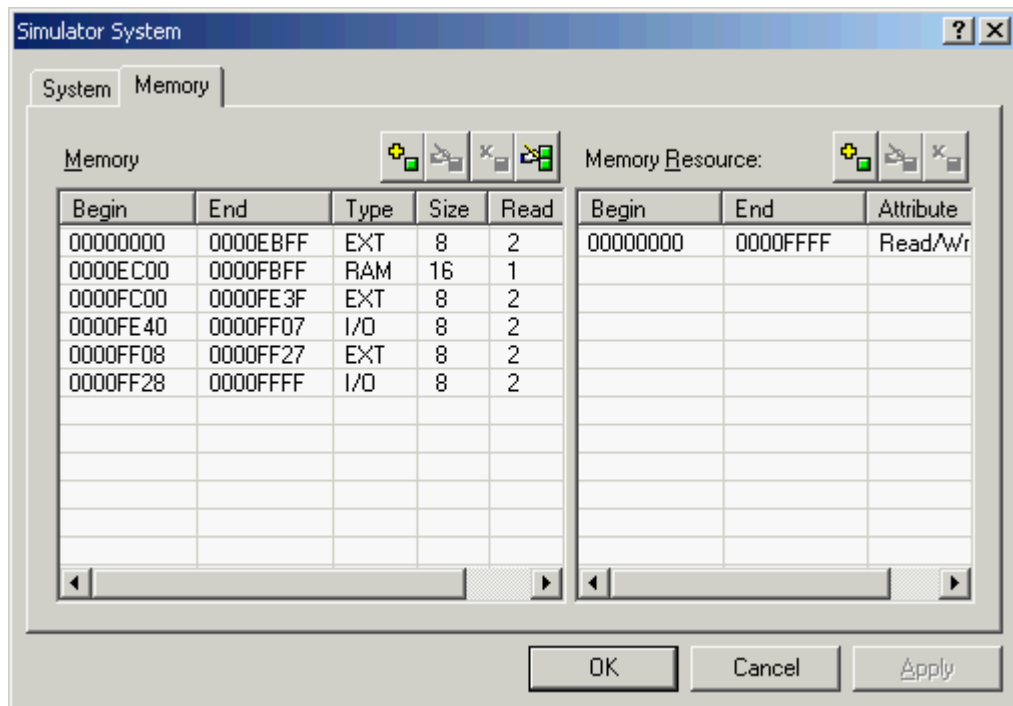 Simulator System
System Memory
Memory
Begin End Type Size Read
00000000 0000EBFF EXT 8 2
0000EC00 0000FBFF RAM 16 1
0000FC00 0000FE3F EXT 8 2
0000FE40 0000FF07 I/O 8 2
0000FF08 0000FF27 EXT 8 2
0000FF28 0000FFFF I/O 8 2
Memory Resource:
Begin End Attribute
00000000 0000FFFF Read/Wr
OK Cancel Apply